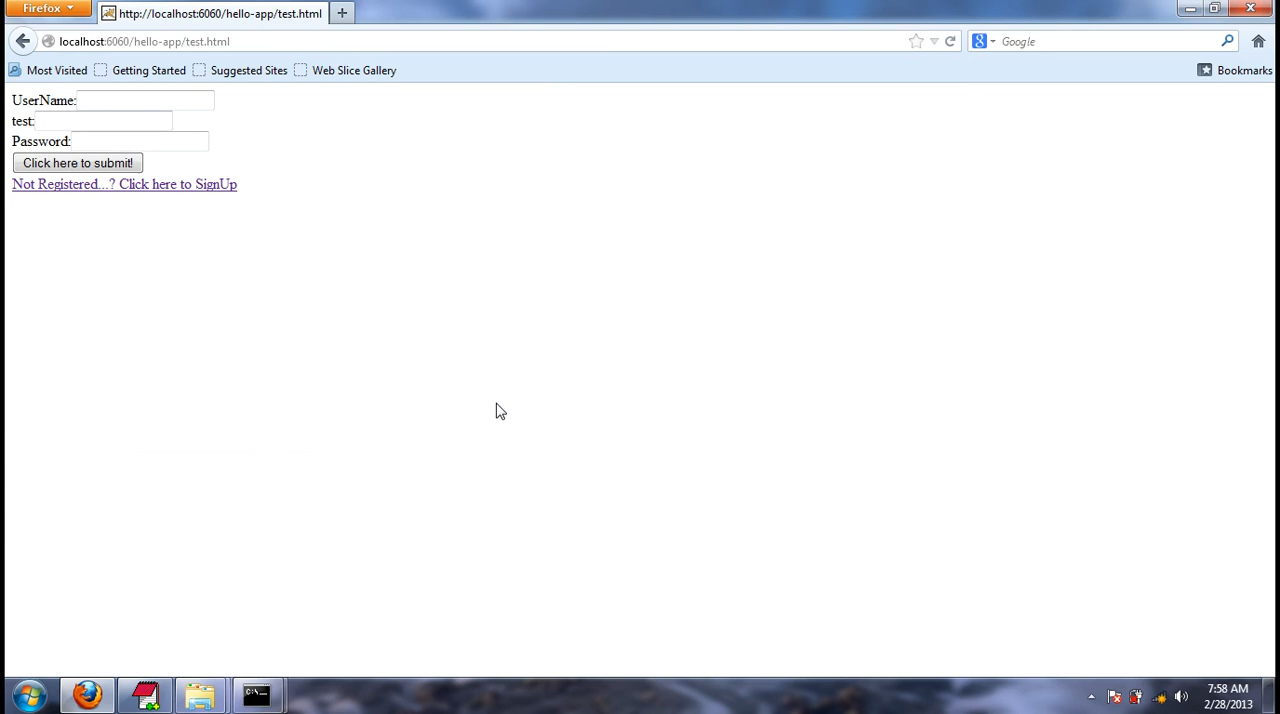 Firefox
http://localhost:6060/hello-app/test.html
localhost:6060/hello-app/test.html
Google
Most Visited Getting Started Suggested Sites Web Slice Gallery Bookmarks
UserName:
test:
Password:
Click here to submit!
Not Registered...? Click here to SignUp
7:58 AM
2/28/2013